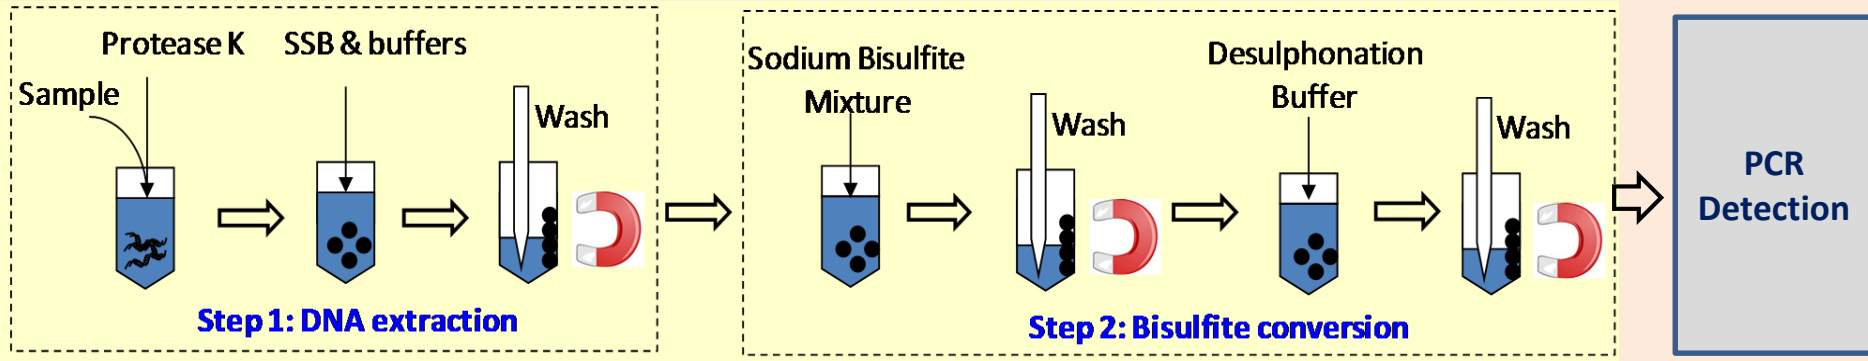 Protease K
SSB & buffers
Sample
Wash
Step 1: DNA extraction
Sodium Bisulfite
Mixture
Wash
Desulphonation
Buffer
Wash
Step 2: Bisulfite conversion
PCR
Detection